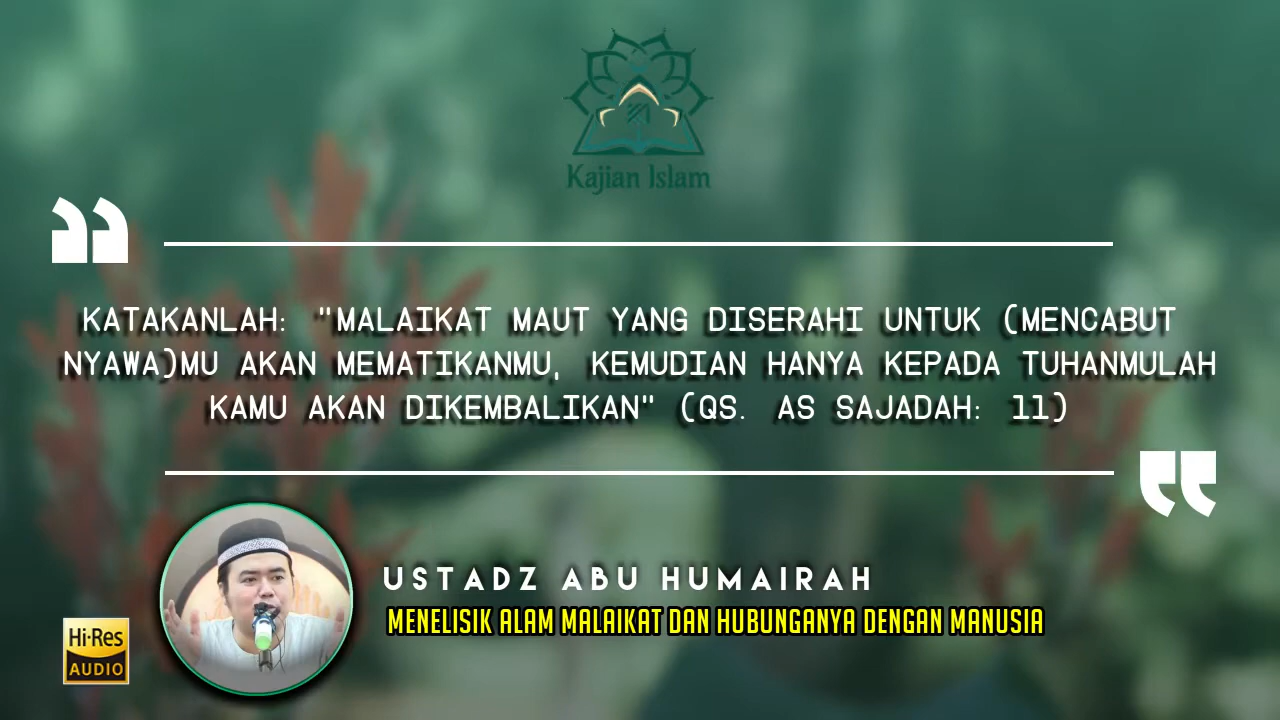 Kajian Islam
KATAKANLAH: "MALAIKAT MAUT YANG DISERAHI UNTUK (MENCABUT
NYAWA)MU AKAN MEMATIKANMU, KEMUDIAN HANYA KEPADA TUHANMULAH
KAMU AKAN DIKEMBALIKAN" (QS. AS SAJADAH: 11)
USTADZ ABU HUMAIRAH
MENELISIK ALAM MALAIKAT DAN HUBUNGANYA DENGAN MANUSIA
Hi-Res
AUDIO